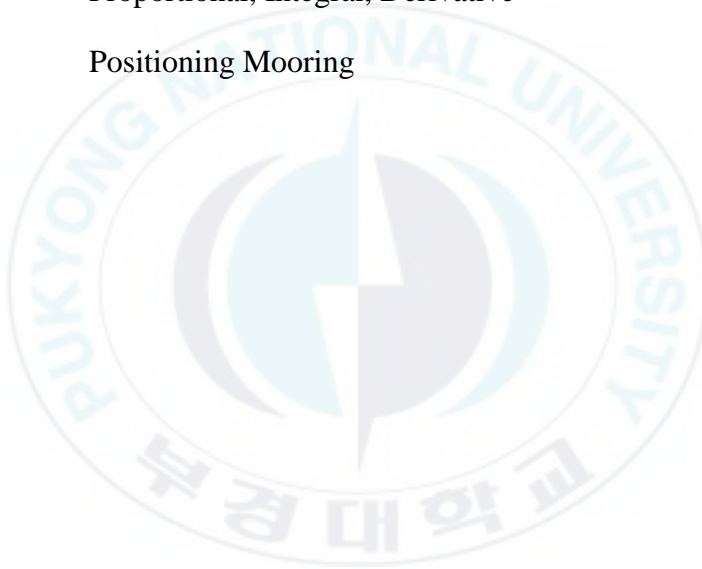 Proportional, Integral, Derivative
Positioning Mooring
PUKYONG NATIONAL UNIVERSITY
부경대학교